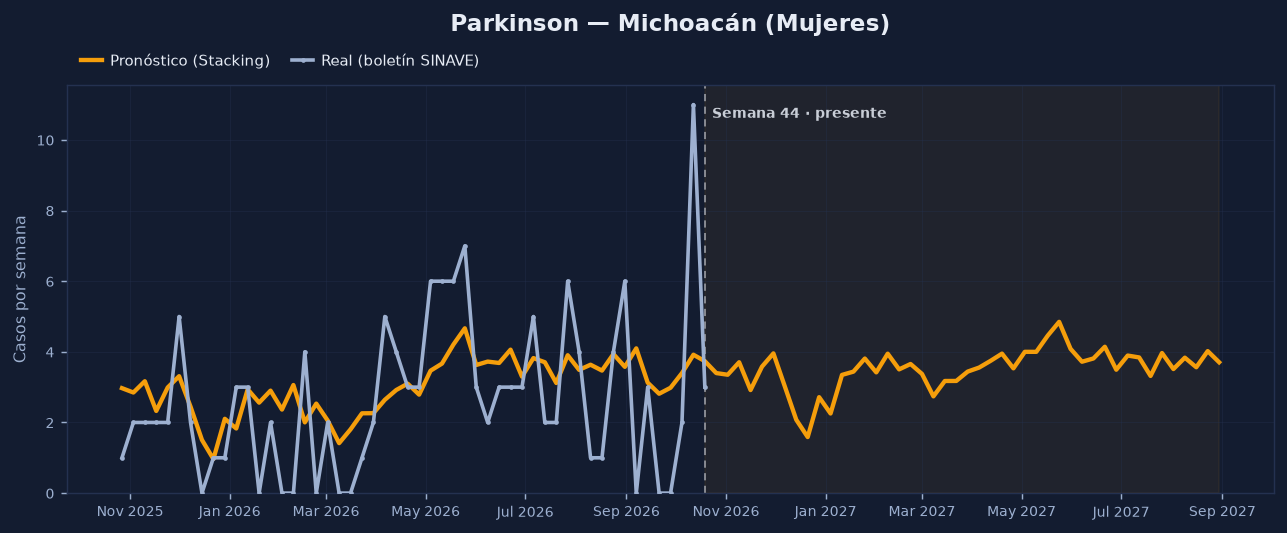 Parkinson — Michoacán (Mujeres)
Pronóstico (Stacking)
Real (boletín SINAVE)
Semana 44 · presente
Casos por semana
10
8
6
4
2
0
Nov 2025
Jan 2026
Mar 2026
May 2026
Jul 2026
Sep 2026
Nov 2026
Jan 2027
Mar 2027
May 2027
Jul 2027
Sep 2027